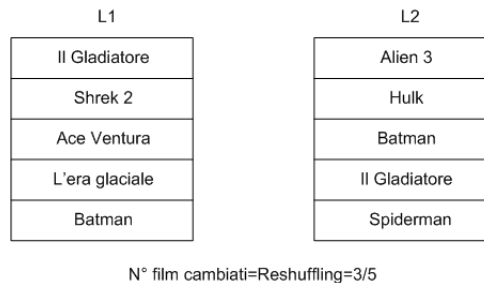 L1
Il Gladiatore
Shrek 2
Ace Ventura
L'era glaciale
Batman
L2
Alien 3
Hulk
Batman
Il Gladiatore
Spiderman
N° film cambiati=Reshuffling=3/5